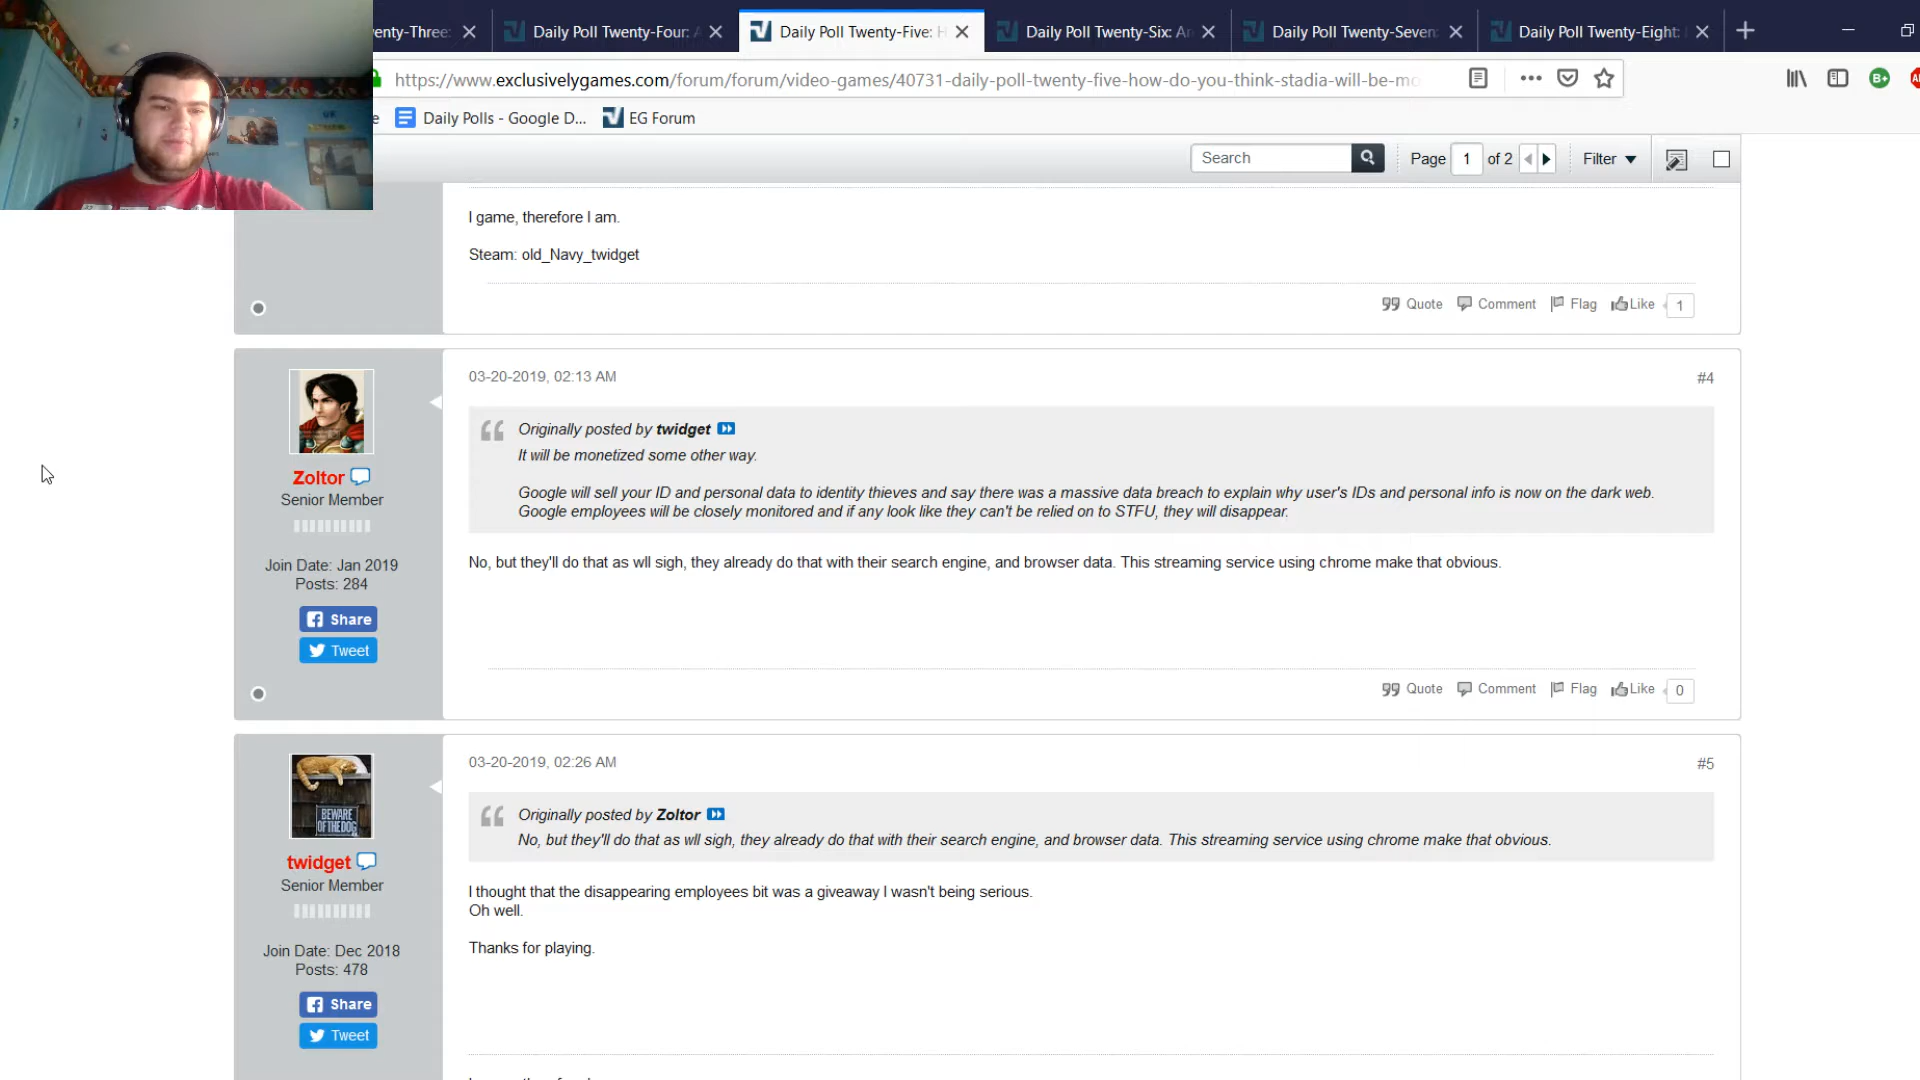 wenty-Three:
Daily Poll Twenty-Four: A
Daily Poll Twenty-Five: H
Daily Poll Twenty-Six: Ar
Daily Poll Twenty-Seven:
Daily Poll Twenty-Eight:
https://www.exclusivelygames.com/forum/forum/video-games/40731-daily-poll-twenty-five-how-do-you-think-stadia-will-be-mo
B+
e
Daily Polls - Google D...
EG Forum
Search
Page 1 of 2
Filter
I game, therefore I am.
Steam: old_Navy_twidget
Quote Comment Flag Like 1
03-20-2019, 02:13 AM
#4
Originally posted by twidget
It will be monetized some other way.
Google will sell your ID and personal data to identity thieves and say there was a massive data breach to explain why user's IDs and personal info is now on the dark web.
Google employees will be closely monitored and if any look like they can't be relied on to STFU, they will disappear.
Zoltor
Senior Member
Join Date: Jan 2019
Posts: 284
Share
Tweet
No, but they'll do that as wll sigh, they already do that with their search engine, and browser data. This streaming service using chrome make that obvious.
Quote Comment Flag Like 0
03-20-2019, 02:26 AM
#5
Originally posted by Zoltor
No, but they'll do that as wll sigh, they already do that with their search engine, and browser data. This streaming service using chrome make that obvious.
BEWARE
OF THE DOG
twidget
Senior Member
Join Date: Dec 2018
Posts: 478
Share
Tweet
I thought that the disappearing employees bit was a giveaway I wasn't being serious.
Oh well.
Thanks for playing.